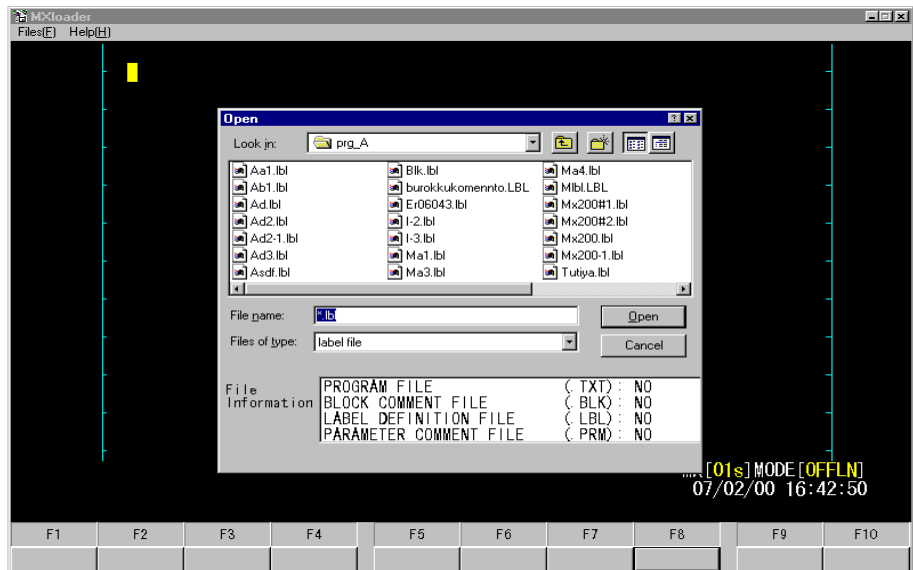 MXloader
Files(F) Help(H)
Open
Look in: prg_A
Aa1.lbl Blk.lbl Ma4.lbl
Ab1.lbl burokkukomennto.LBL Mlbl.LBL
Ad.lbl Er06043.lbl Mx200#1.lbl
Ad2.lbl l-2.lbl Mx200#2.lbl
Ad2-1.lbl l-3.lbl Mx200.lbl
Ad3.lbl Ma1.lbl Mx200-1.lbl
Asdf.lbl Ma3.lbl Tutiya.lbl
File name: *.lbl Open
Files of type: label file Cancel
File
Information
PROGRAM FILE (. TXT) : NO
BLOCK COMMENT FILE (. BLK) : NO
LABEL DEFINITION FILE (. LBL) : NO
PARAMETER COMMENT FILE (. PRM) : NO
[01s]MODE[OFFLN]
07/02/00 16:42:50
F1 F2 F3 F4 F5 F6 F7 F8 F9 F10